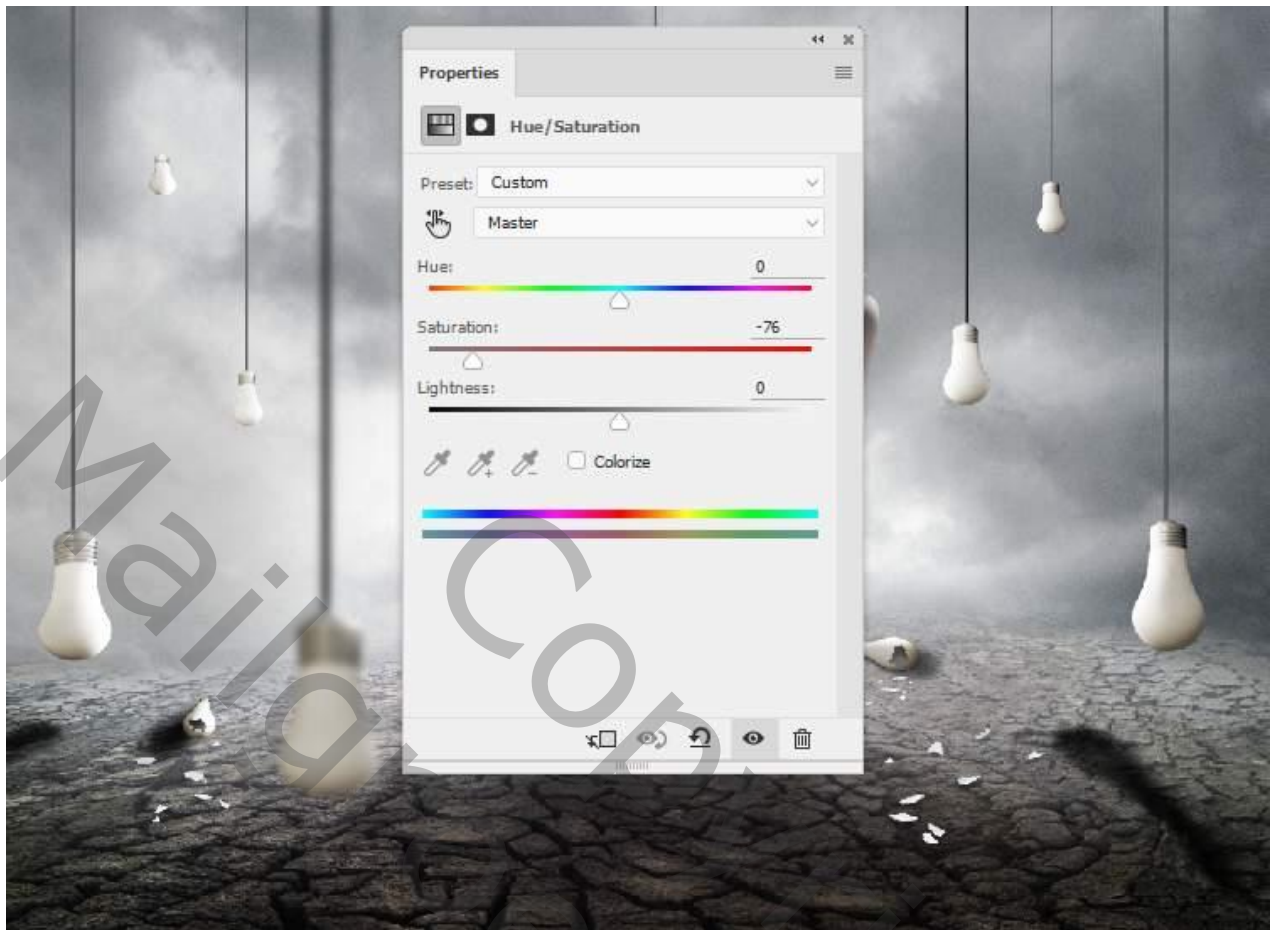 Properties
Hue/Saturation
Preset: Custom
Master
Hue: 0
Saturation: -76
Lightness: 0
Colorize